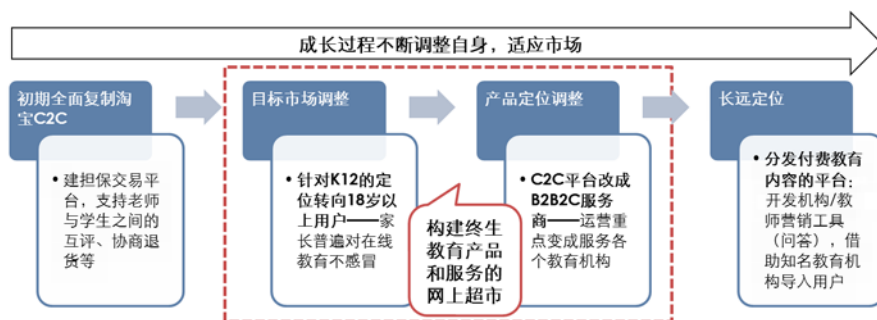 成长过程不断调整自身，适应市场
初期全面复制淘
宝C2C
• 建担保交易平
台，支持老师
与学生之间的
互评、协商退
货等
目标市场调整
• 针对K12的定
位转向18岁以
上用户——家
长普遍对在线
教育不感冒
构建终生
教育产品
和服务的
网上超市
产品定位调整
• C2C平台改成
B2B2C服务
商——运营重
点变成服务各
个教育机构
长远定位
• 分发付费教育
内容的平台：
开发机构/教
师营销工具
（问答），借
助知名教育机
构导入用户